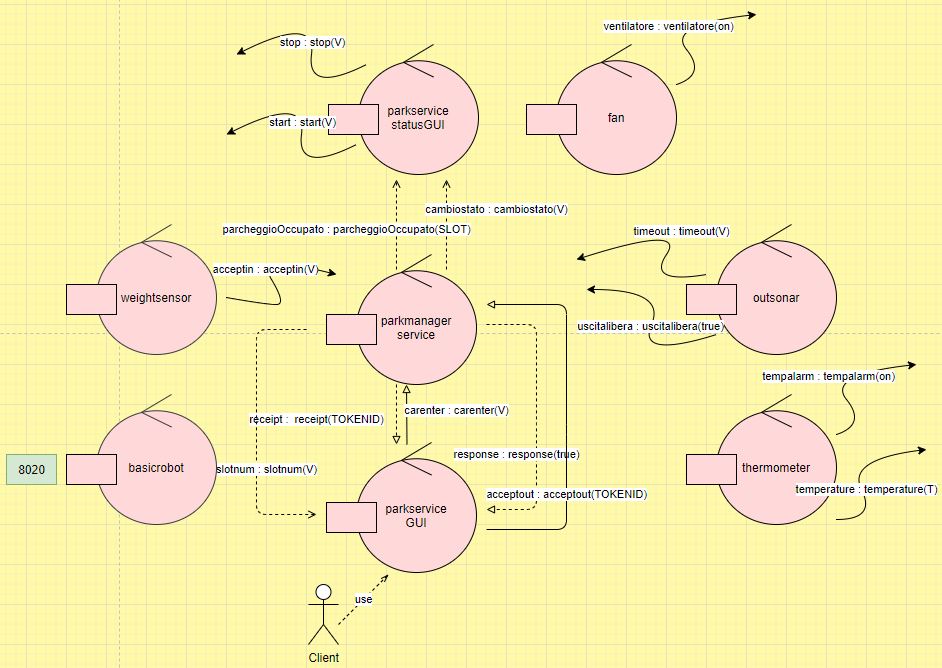 ventilatore : ventilatore(on)
stop : stop(V)
parkservice
statusGUI
fan
start : start(V)
cambiostato : cambiostato(V)
parcheggioOccupato : parcheggioOccupato(SLOT)
timeout : timeout(V)
acceptin : acceptin(V)
weightsensor
outsonar
parkmanager
service
uscitalibera : uscitalibera(true)
tempalarm : tempalarm(on)
carenter : carenter(V)
receipt :  receipt(TOKENID)
response : response(true)
8020
basicrobot
slotnum : slotnum(V)
thermometer
temperature : temperature(T)
acceptout : acceptout(TOKENID)
parkservice
GUI
use
Client